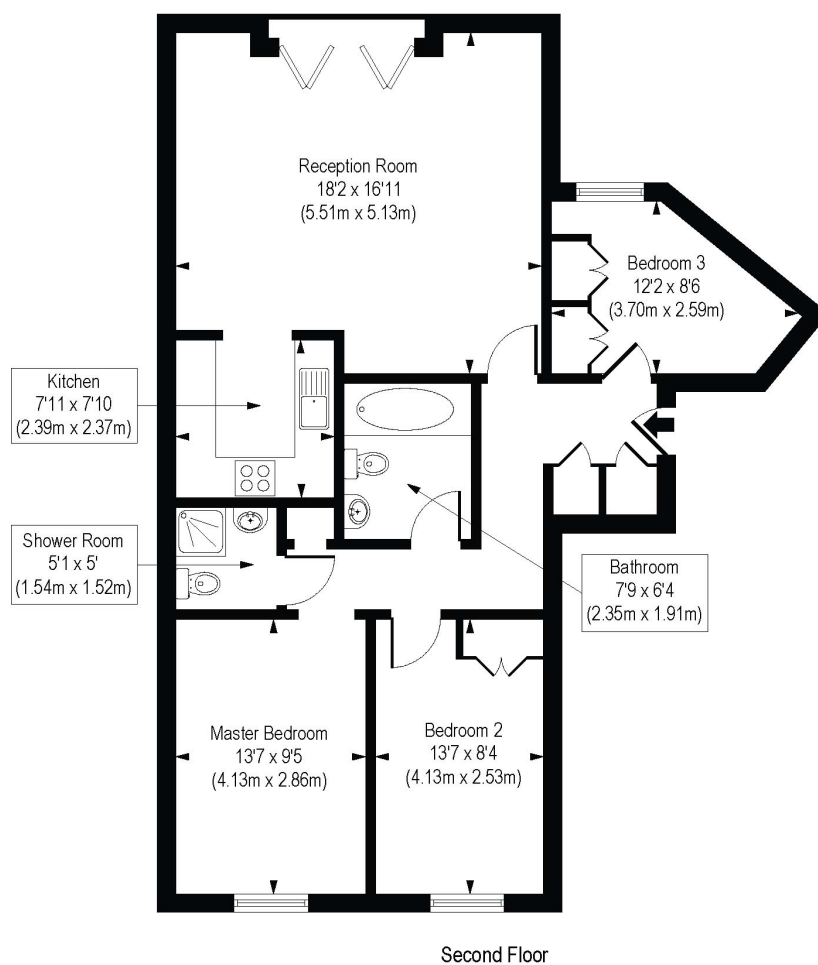 Reception Room
18'2 x 16'11
(5.51m x 5.13m)
Bedroom 3
12'2 x 8'6
(3.70m x 2.59m)
Kitchen
7'11 x 7'10
(2.39m x 2.37m)
Shower Room
5'1 x 5'
(1.54m x 1.52m)
Bathroom
7'9 x 6'4
(2.35m x 1.91m)
Master Bedroom
13'7 x 9'5
(4.13m x 2.86m)
Bedroom 2
13'7 x 8'4
(4.13m x 2.53m)
Second Floor